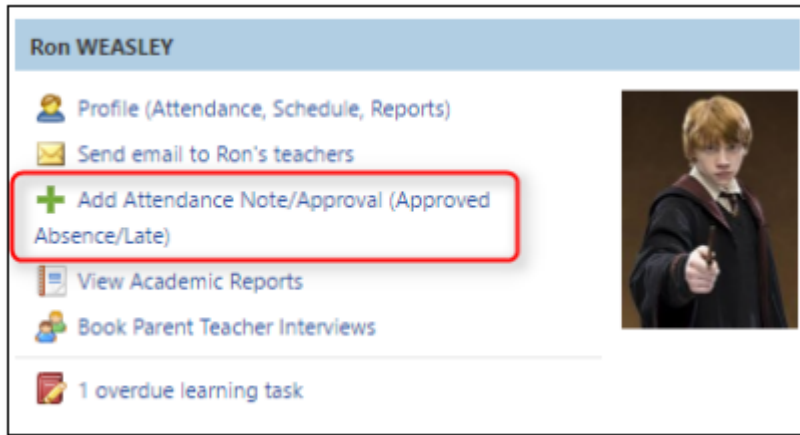 Ron WEASLEY
Profile (Attendance, Schedule, Reports)
Send email to Ron's teachers
Add Attendance Note/Approval (Approved
Absence/Late)
View Academic Reports
Book Parent Teacher Interviews
1 overdue learning task